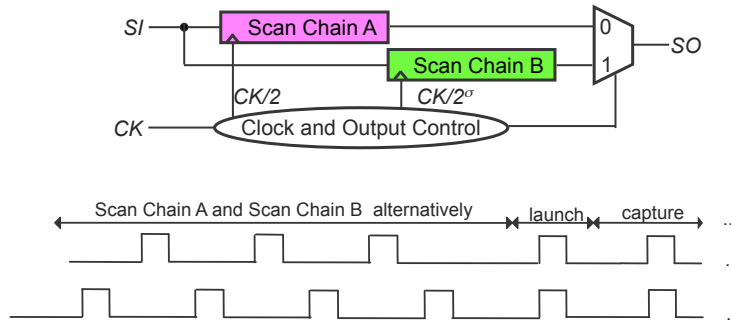 SI Scan Chain A 0 SO
Scan Chain B 1
CK/2 CK/2σ
CK Clock and Output Control
Scan Chain A and Scan Chain B alternatively launch capture ..
.
.